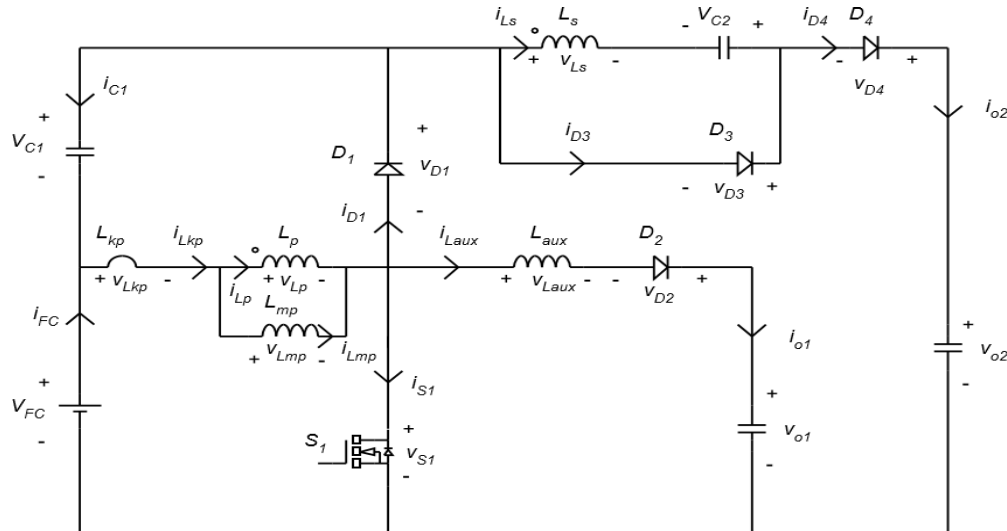 i_Ls L_s V_C2 i_D4 D_4
- +
+ v_Ls - - +
v_D4
i_C1
i_o2
+
V_C1
-
D_1 + v_D1 -
i_D3 D_3
- v_D3 +
i_D1
L_kp i_Lkp L_p i_Laux L_aux D_2
+ v_Lkp - i_Lp + v_Lp - + v_Laux - - v_D2 +
L_mp
+ v_Lmp - i_Lmp
i_FC
i_o1
i_S1
+ V_FC -
S_1 + v_S1 -
+ v_o1 -
+ v_o2 -